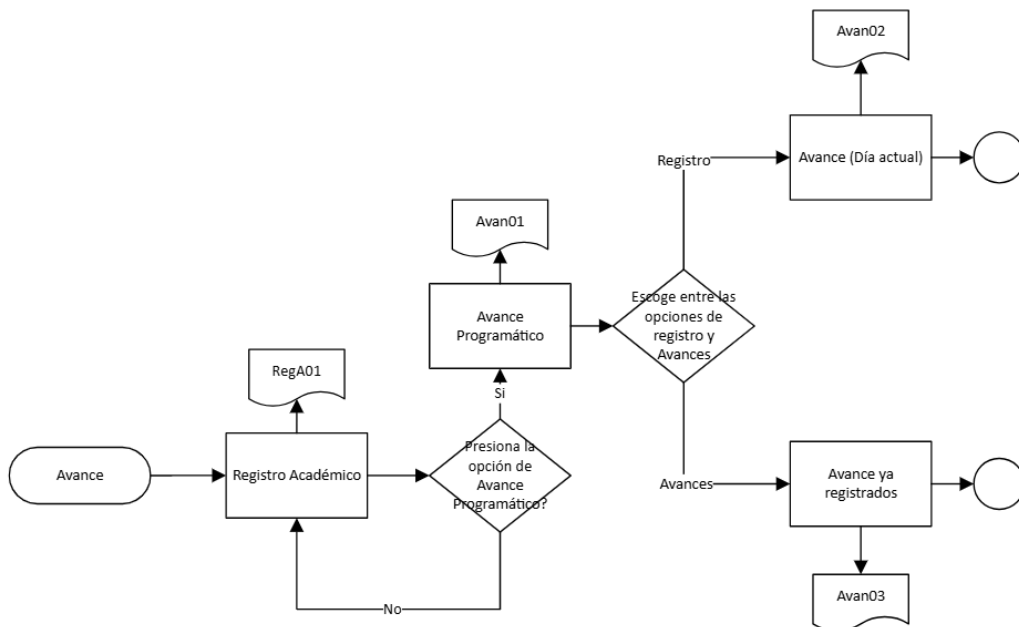 Avan02
Avance (Día actual)
Registro
Avan01
Avance
Programático
Escoge entre las
opciones de
registro y
Avances
RegA01
Si
Avance
Registro Académico
Presiona la
opción de
Avance
Programático?
Avances
Avance ya
registrados
No
Avan03